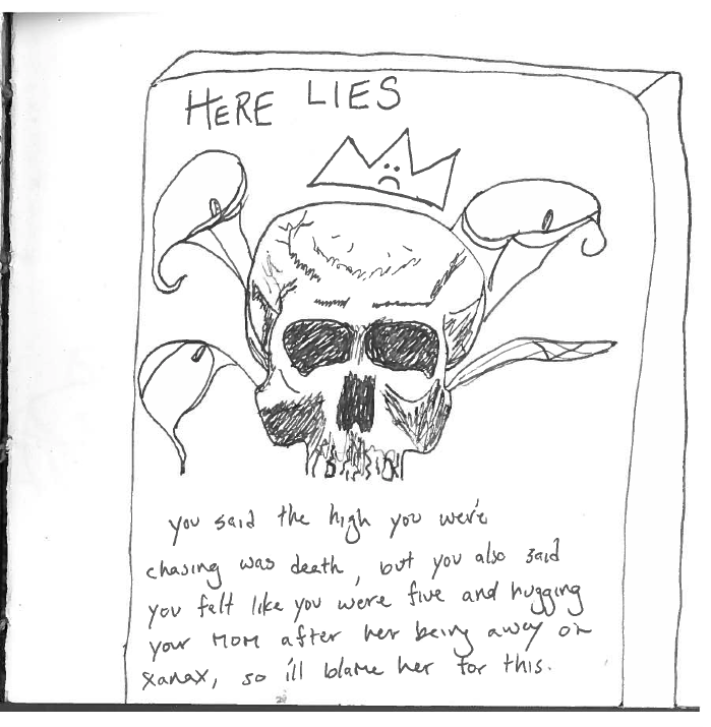 HERE LIES
you said the high you were
chasing was death, but you also said
you felt like you were five and hugging
your MOM after her being away on
xanax, so ill blame her for this.